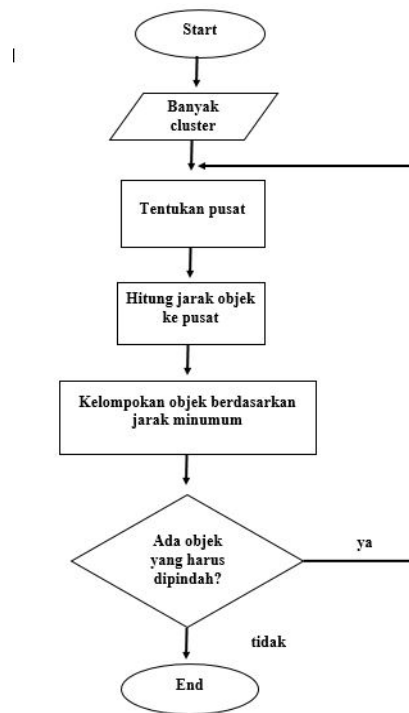 Start
Banyak
cluster
Tentukan pusat
Hitung jarak objek
ke pusat
Kelompokan objek berdasarkan
jarak minumum
Ada objek
yang harus
dipindah?
ya
tidak
End